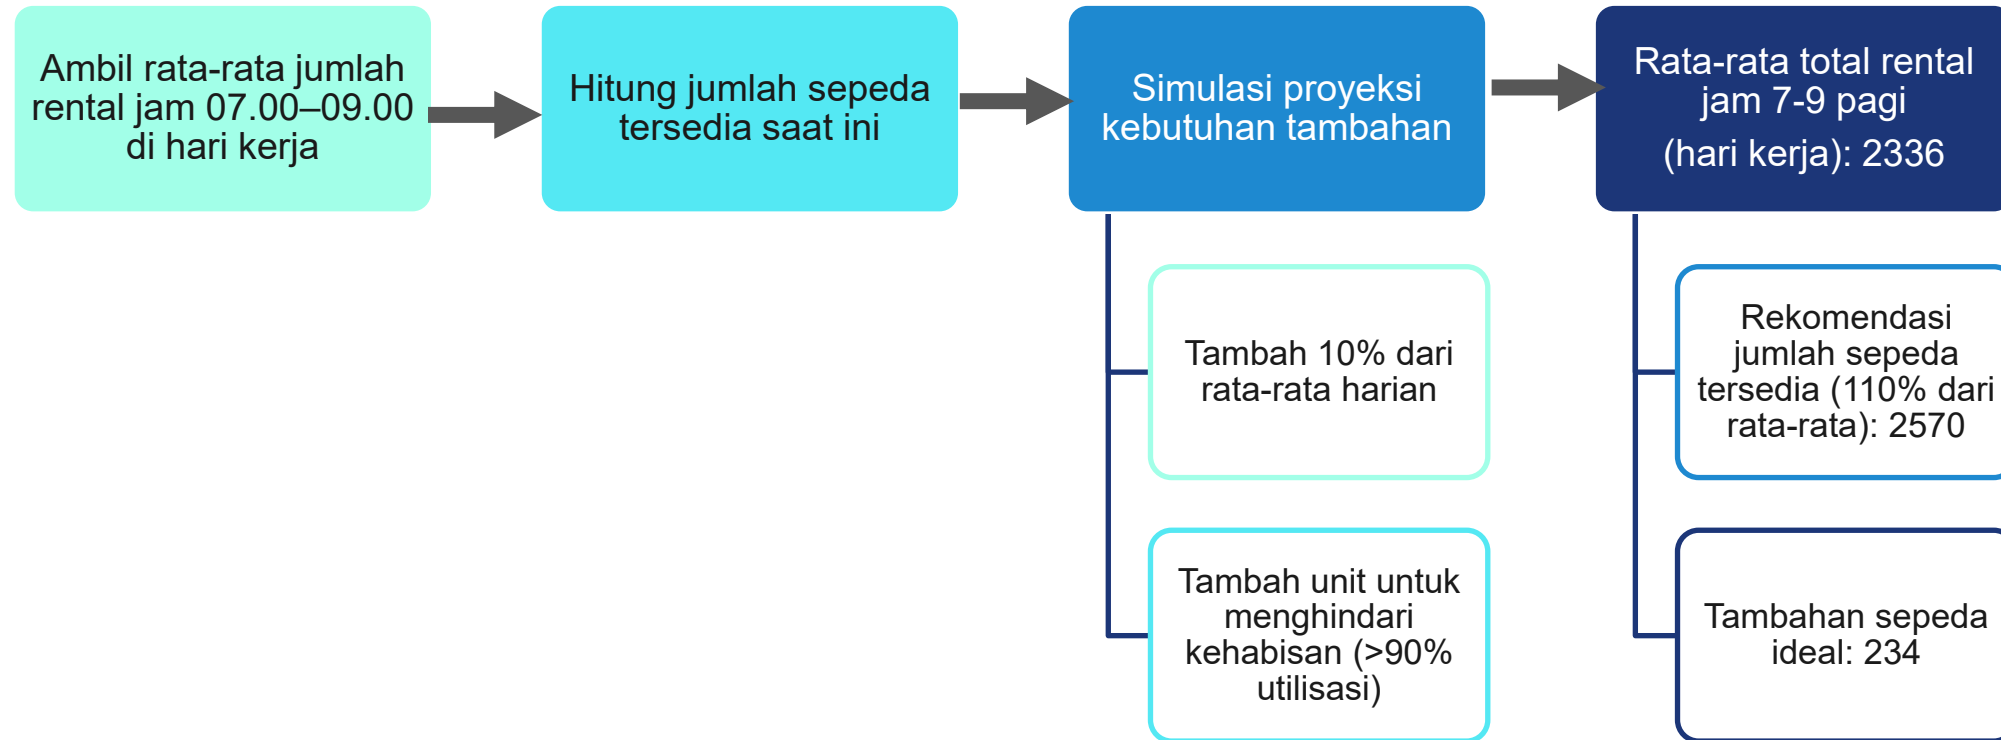 Ambil rata-rata jumlah
rental jam 07.00–09.00
di hari kerja
Hitung jumlah sepeda
tersedia saat ini
Simulasi proyeksi
kebutuhan tambahan
Tambah 10% dari
rata-rata harian
Tambah unit untuk
menghindari
kehabisan (>90%
utilisasi)
Rata-rata total rental
jam 7-9 pagi
(hari kerja): 2336
Rekomendasi
jumlah sepeda
tersedia (110% dari
rata-rata): 2570
Tambahan sepeda
ideal: 234